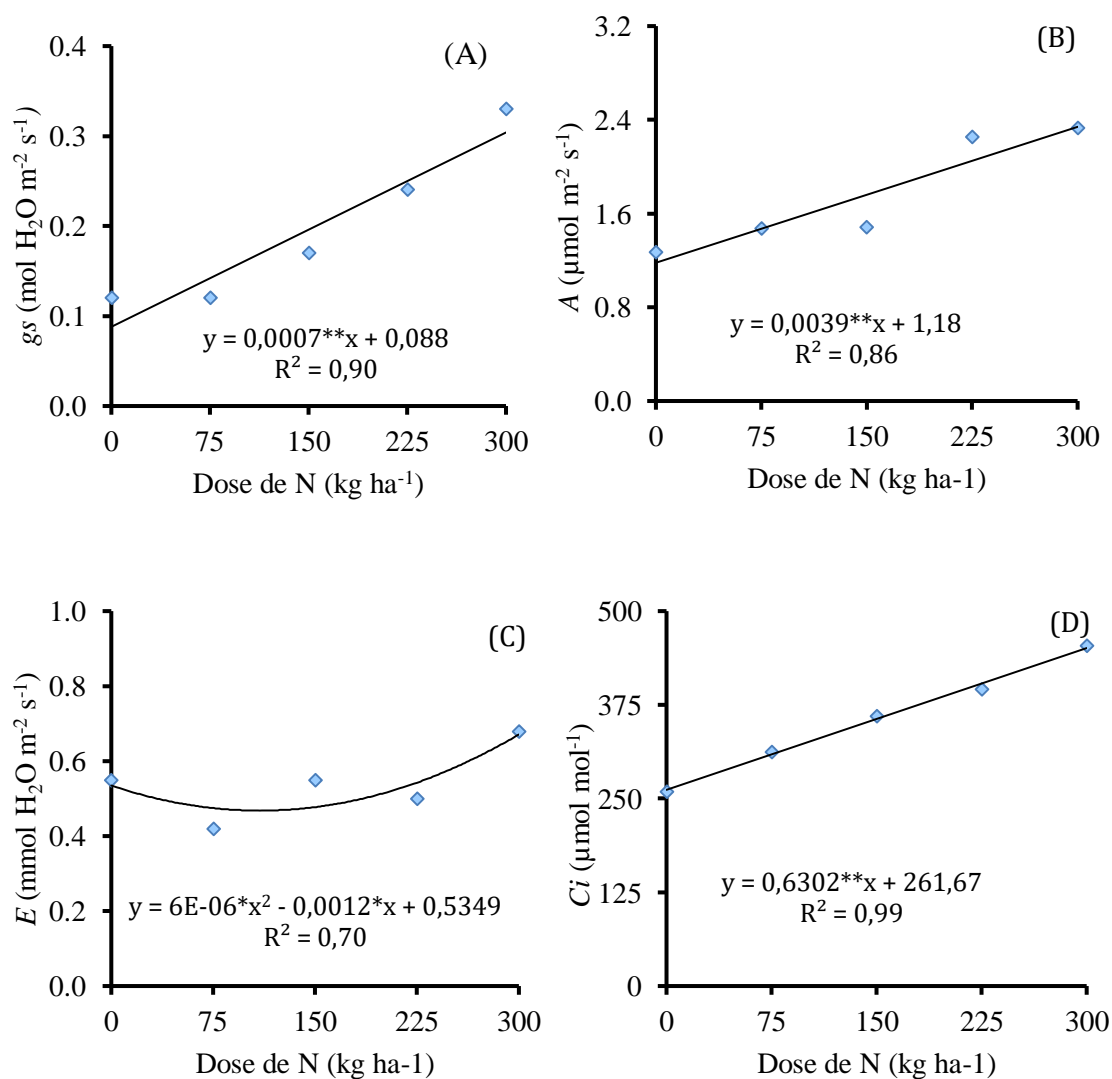 (A)
gs (mol H₂O m⁻² s⁻¹)
0.4
0.3
0.2
0.1
0.0
y = 0,0007**x + 0,088
R² = 0,90
0 75 150 225 300
Dose de N (kg ha⁻¹)
(B)
A (µmol m⁻² s⁻¹)
3.2
2.4
1.6
0.8
0.0
y = 0,0039**x + 1,18
R² = 0,86
0 75 150 225 300
Dose de N (kg ha-1)
(C)
E (mmol H₂O m⁻² s⁻¹)
1.0
0.8
0.6
0.4
0.2
0.0
y = 6E-06*x² - 0,0012*x + 0,5349
R² = 0,70
0 75 150 225 300
Dose de N (kg ha-1)
(D)
Ci (µmol mol⁻¹)
500
375
250
125
0
y = 0,6302**x + 261,67
R² = 0,99
0 75 150 225 300
Dose de N (kg ha-1)